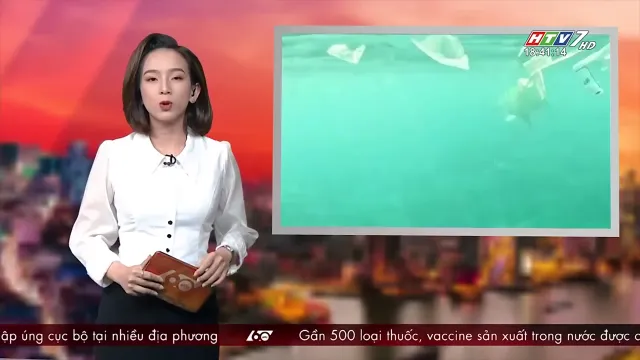 HTV7 HD
18:41:14
ập úng cục bộ tại nhiều địa phương
60
Gần 500 loại thuốc, vaccine sản xuất trong nước được